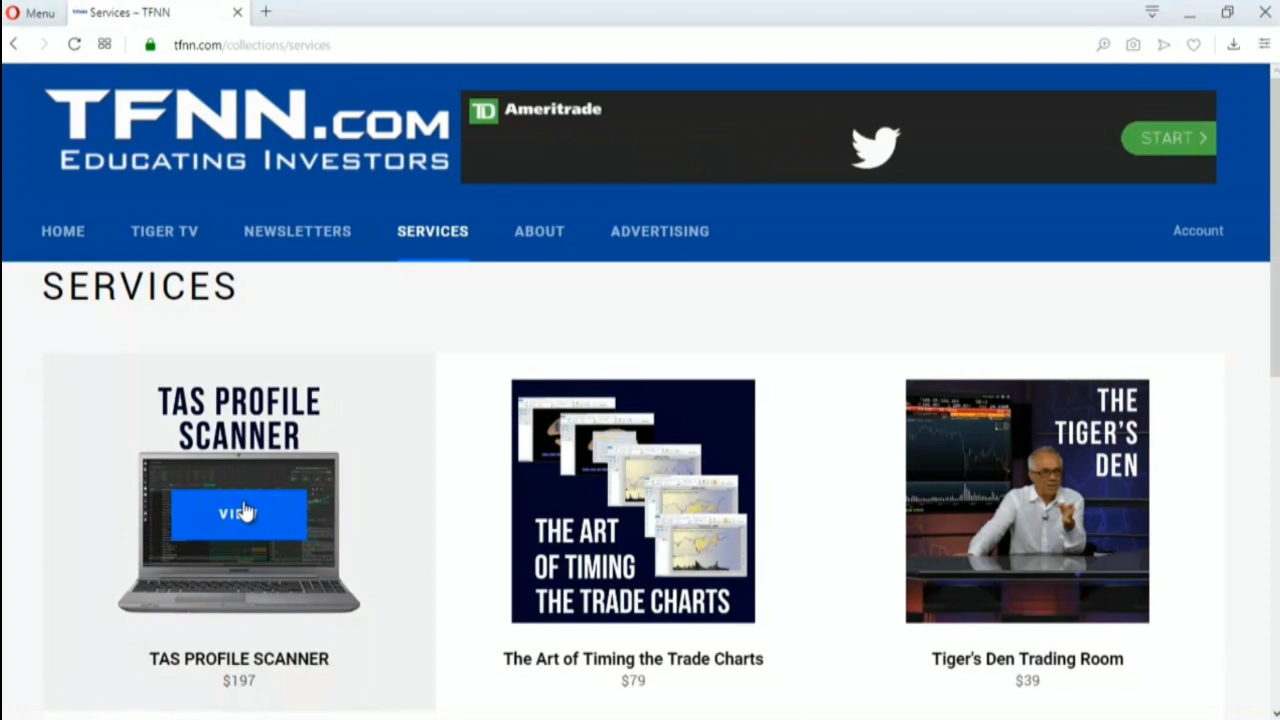 Menu
Services – TFNN
tfnn.com/collections/services
TFNN.COM
EDUCATING INVESTORS
TD Ameritrade
START >
HOME
TIGER TV
NEWSLETTERS
SERVICES
ABOUT
ADVERTISING
Account
SERVICES
TAS PROFILE
SCANNER
TAS PROFILE SCANNER
$197
THE ART
OF TIMING
THE TRADE CHARTS
The Art of Timing the Trade Charts
$79
THE
TIGER'S
DEN
Tiger's Den Trading Room
$39